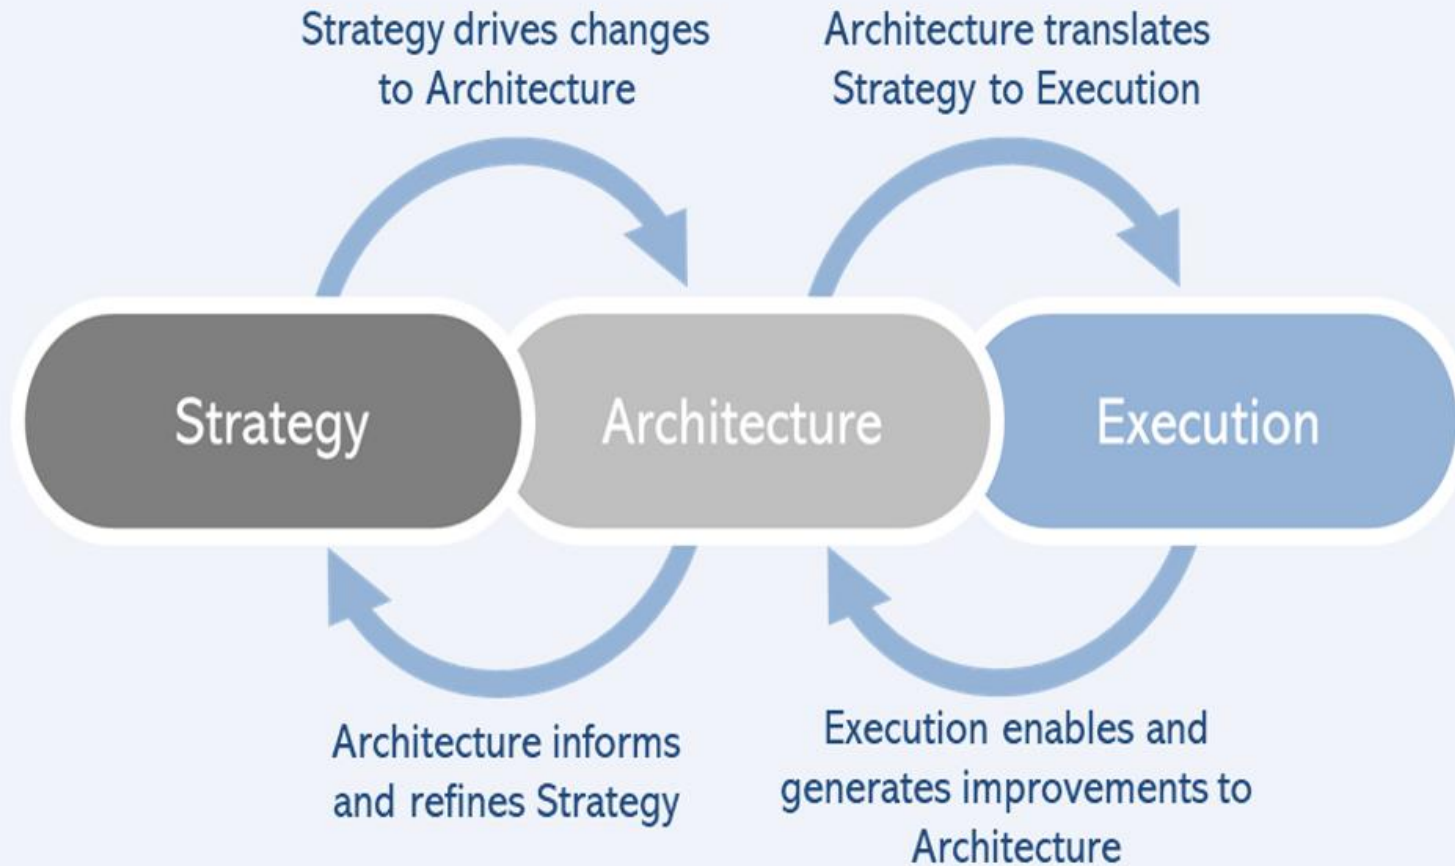 Strategy drives changes
to Architecture
Architecture translates
Strategy to Execution
Strategy
Architecture
Execution
Architecture informs
and refines Strategy
Execution enables and
generates improvements to
Architecture